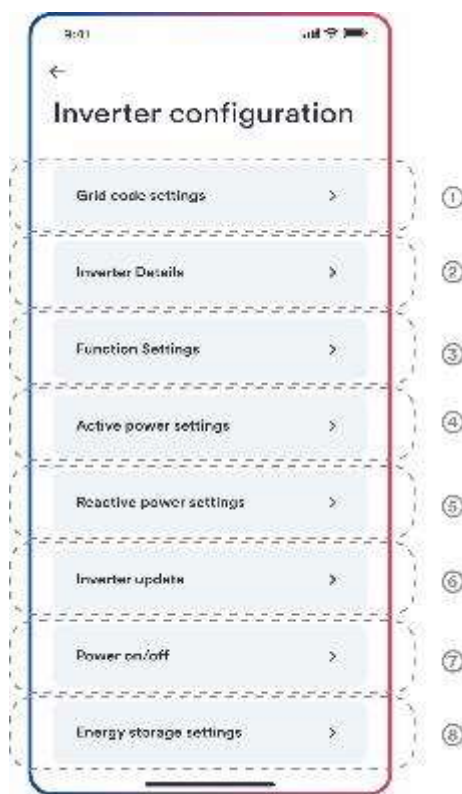 9:41
Inverter configuration
Grid code settings
①
Inverter Details
②
Function Settings
③
Active power settings
④
Reactive power settings
⑤
Inverter update
⑥
Power on/off
⑦
Energy storage settings
⑧